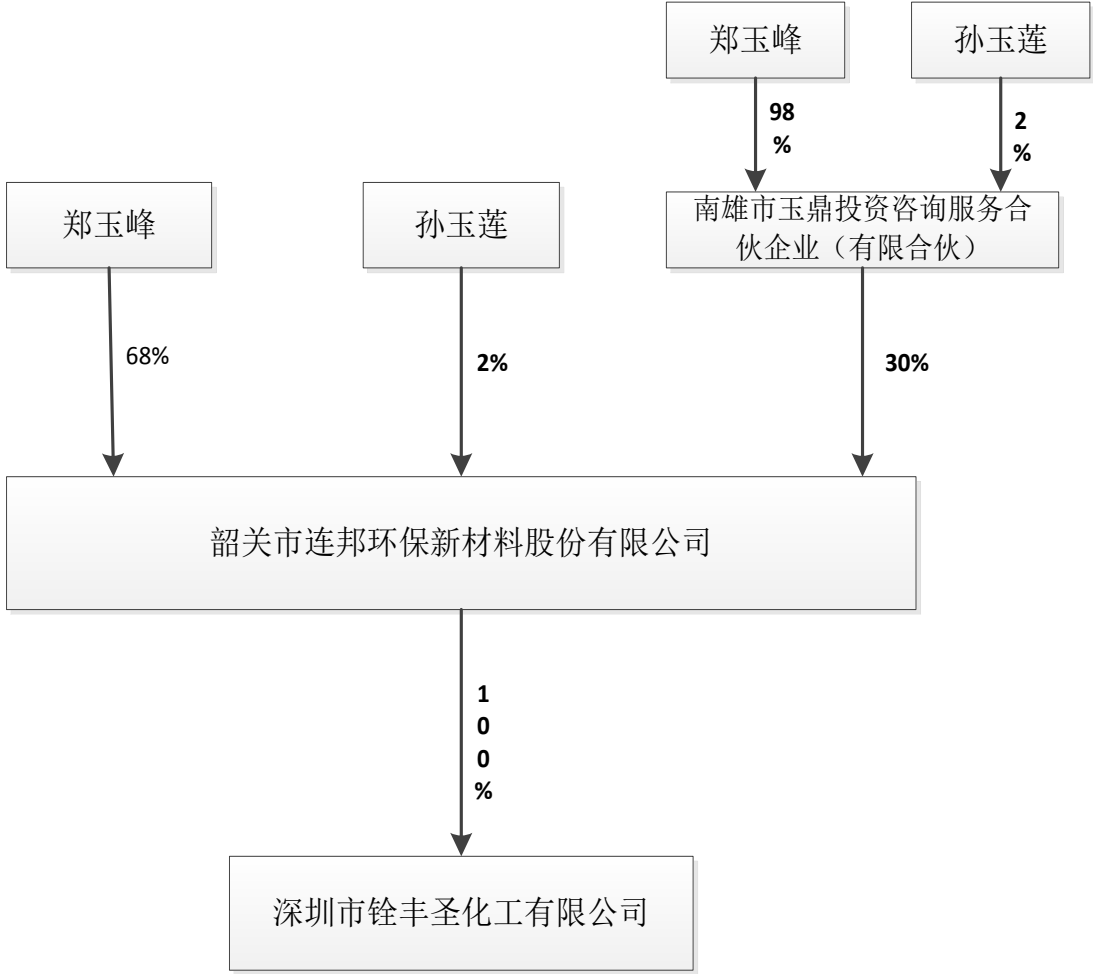 郑玉峰
孙玉莲
98
%
2
%
郑玉峰
孙玉莲
南雄市玉鼎投资咨询服务合
伙企业（有限合伙）
68%
2%
30%
韶关市连邦环保新材料股份有限公司
1
0
0
%
深圳市铨丰圣化工有限公司